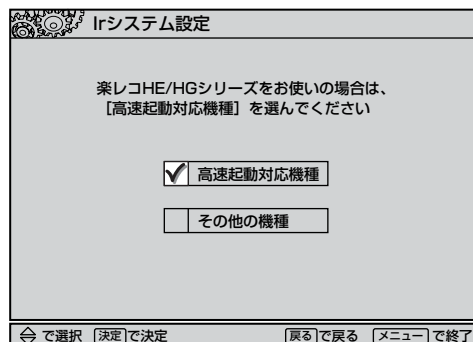 Irシステム設定
楽レコHE/HGシリーズをお使いの場合は、
［高速起動対応機種］を選んでください
高速起動対応機種
その他の機種
で選択 決定で決定 戻るで戻る メニューで終了